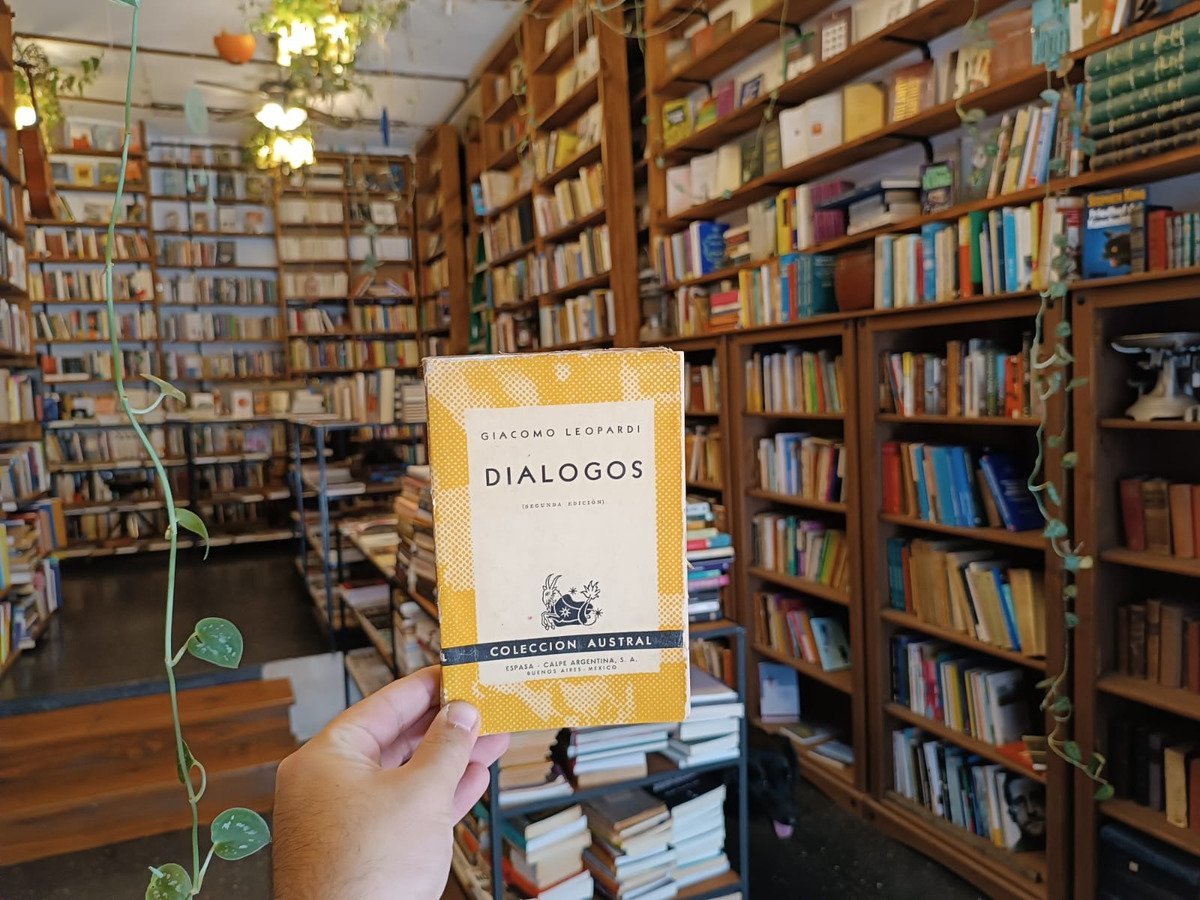 GIACOMO LEOPARDI
DIALOGOS
(SEGUNDA EDICIÓN)
COLECCION AUSTRAL
ESPASA - CALPE ARGENTINA, S. A.
BUENOS AIRES - MEXICO